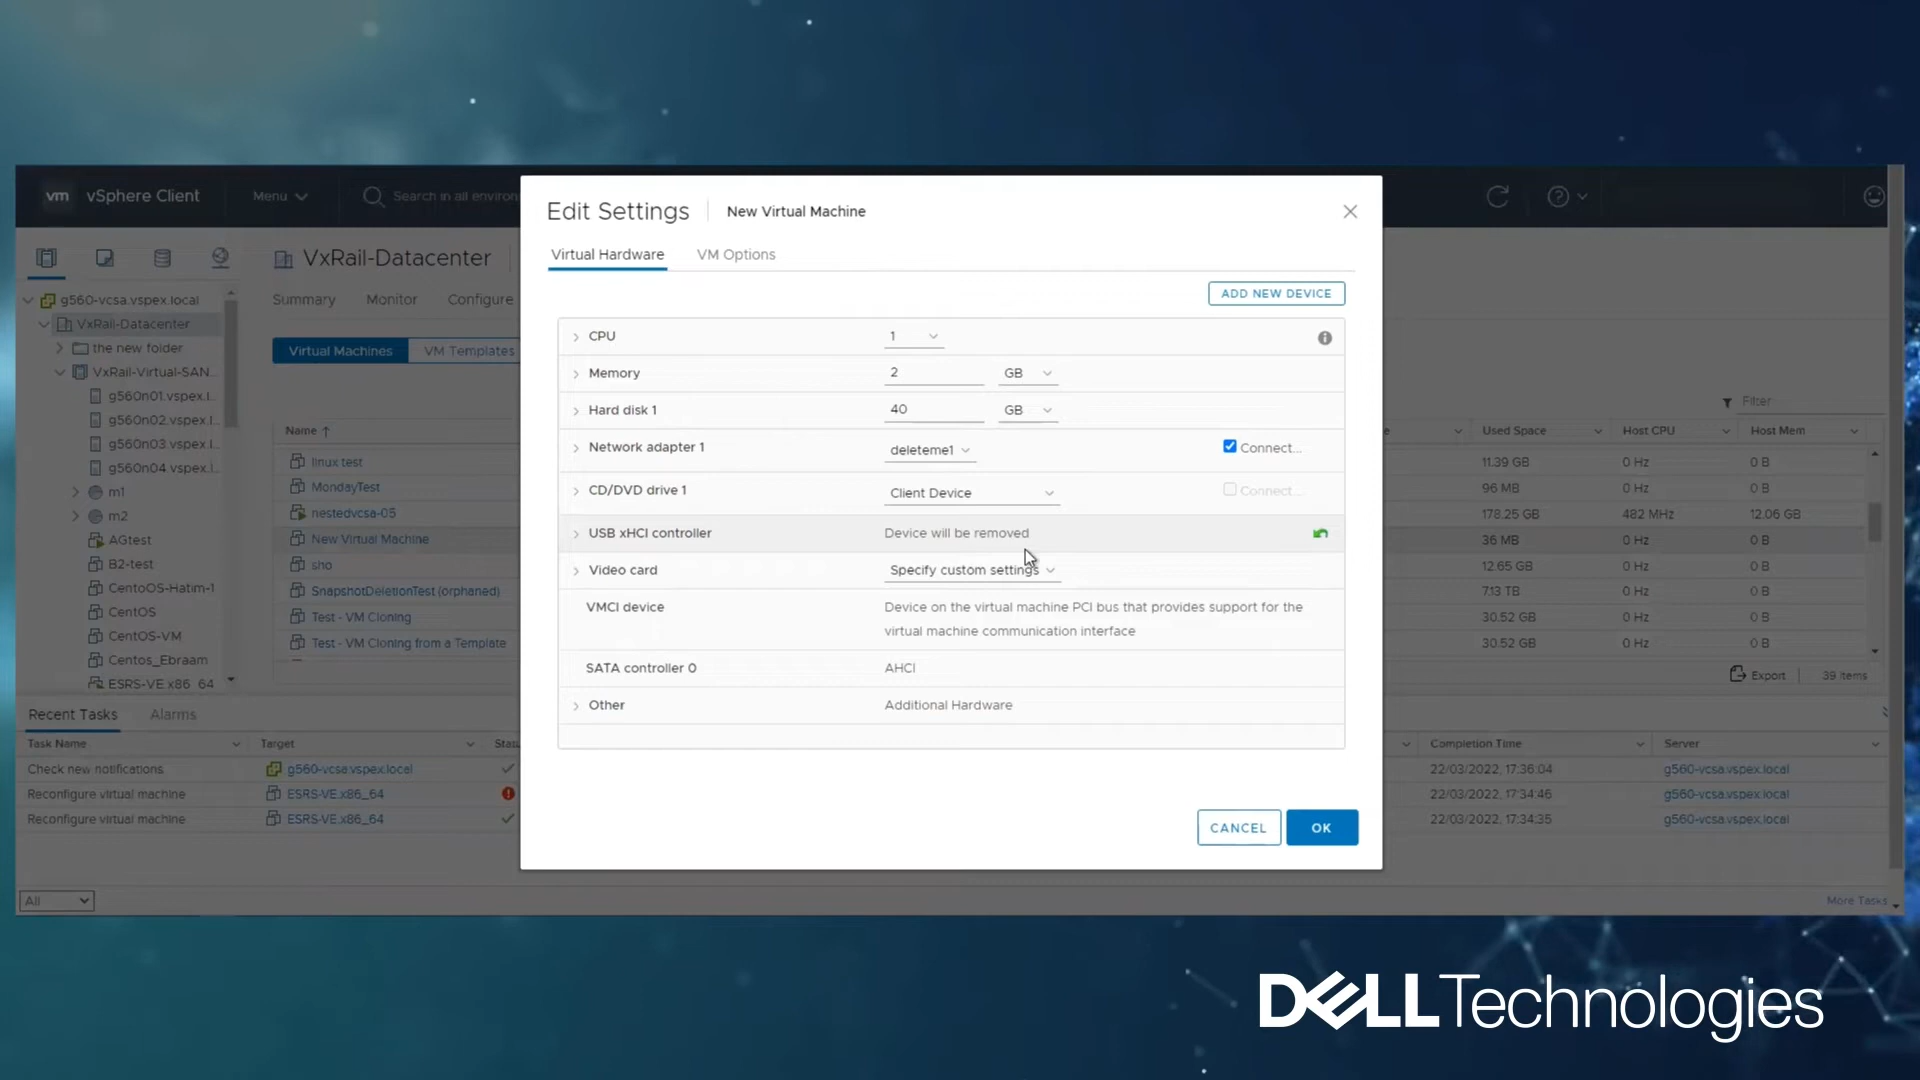 vm vSphere Client Menu Search in all environ
Edit Settings New Virtual Machine
Virtual Hardware VM Options
ADD NEW DEVICE
CPU 1
Memory 2 GB
Hard disk 1 40 GB
Network adapter 1 deleteme1 Connect...
CD/DVD drive 1 Client Device Connect...
USB xHCI controller Device will be removed
Video card Specify custom settings
VMCI device Device on the virtual machine PCI bus that provides support for the
virtual machine communication interface
SATA controller 0 AHCI
Other Additional Hardware
CANCEL OK
VxRail-Datacenter
Summary Monitor Configure
Virtual Machines VM Templates
g560-vcsa.vspex.local
VxRail-Datacenter
the new folder
VxRail-Virtual-SAN...
g560n01.vspex.l...
g560n02.vspex.l...
g560n03.vspex.l...
g560n04.vspex.l...
m1
m2
AGtest
B2-test
CentoOS-Hatim-1
CentOS
CentOS-VM
Centos_Ebraam
ESRS-VE.x86_64
Name ↑
linux test
MondayTest
nestedvcsa-05
New Virtual Machine
sho
SnapshotDeletionTest (orphaned)
Test - VM Cloning
Test - VM Cloning from a Template
Filter
e Used Space Host CPU Host Mem
11.39 GB 0 Hz 0 B
96 MB 0 Hz 0 B
178.25 GB 482 MHz 12.06 GB
36 MB 0 Hz 0 B
12.65 GB 0 Hz 0 B
7.13 TB 0 Hz 0 B
30.52 GB 0 Hz 0 B
30.52 GB 0 Hz 0 B
Export 39 items
Recent Tasks Alarms
Task Name Target Statu Completion Time Server
Check new notifications g560-vcsa.vspex.local 22/03/2022, 17:36:04 g560-vcsa.vspex.local
Reconfigure virtual machine ESRS-VE.x86_64 22/03/2022, 17:34:46 g560-vcsa.vspex.local
Reconfigure virtual machine ESRS-VE.x86_64 22/03/2022, 17:34:35 g560-vcsa.vspex.local
All More Tasks
DELL Technologies